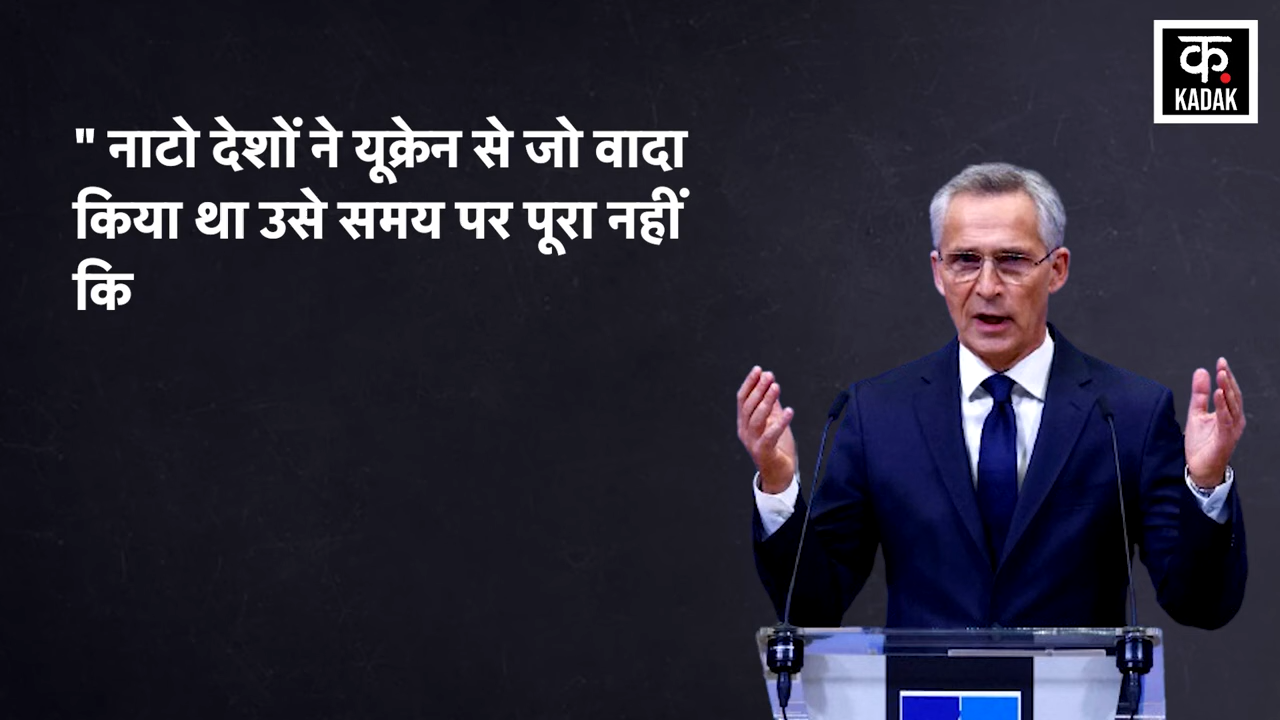 क
KADAK
" नाटो देशों ने यूक्रेन से जो वादा
किया था उसे समय पर पूरा नहीं
कि